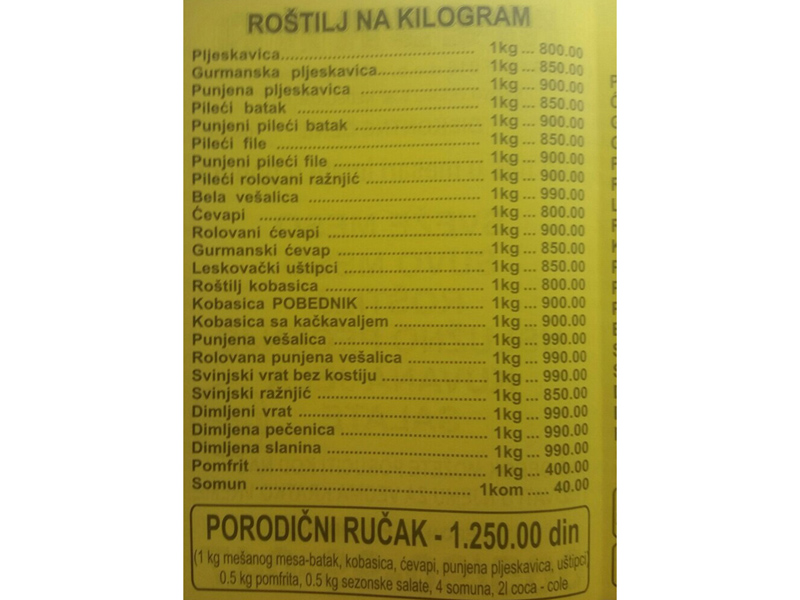 ROŠTILJ NA KILOGRAM
Pljeskavica........................................ 1kg ... 800.00
Gurmanska pljeskavica..................... 1kg ... 850.00
Punjena pljeskavica ......................... 1kg ... 900.00
Pileći batak ...................................... 1kg ... 850.00
Punjeni pileći batak .......................... 1kg ... 900.00
Pileći file .......................................... 1kg ... 850.00
Punjeni pileći file .............................. 1kg ... 900.00
Pileći rolovani ražnjić ....................... 1kg ... 900.00
Bela vešalica .................................... 1kg ... 990.00
Ćevapi ............................................. 1kg ... 800.00
Rolovani ćevapi ................................ 1kg ... 900.00
Gurmanski ćevap .............................. 1kg ... 850.00
Leskovački uštipci ............................ 1kg ... 850.00
Roštilj kobasica ................................ 1kg ... 800.00
Kobasica POBEDNIK ........................ 1kg ... 900.00
Kobasica sa kačkavaljem .................. 1kg ... 900.00
Punjena vešalica ............................... 1kg ... 990.00
Rolovana punjena vešalica ................ 1kg ... 990.00
Svinjski vrat bez kostiju ..................... 1kg ... 990.00
Svinjski ražnjić .................................. 1kg ... 850.00
Dimljeni vrat ...................................... 1kg ... 990.00
Dimljena pečenica ............................. 1kg ... 990.00
Dimljena slanina ................................ 1kg ... 990.00
Pomfrit .............................................. 1kg ... 400.00
Somun ............................................. 1kom ..... 40.00
PORODIČNI RUČAK - 1.250.00 din
(1 kg mešanog mesa-batak, kobasica, ćevapi, punjena pljeskavica, uštipci
0.5 kg pomfrita, 0.5 kg sezonske salate, 4 somuna, 2l coca - cole